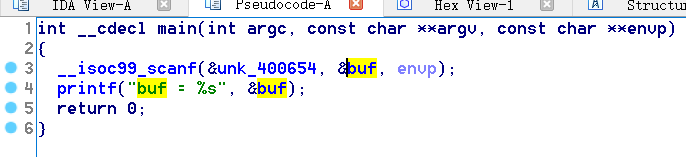 IDA View-A Pseudocode-A Hex View-1 A Structur
1 int __cdecl main(int argc, const char **argv, const char **envp)
2 {
3 __isoc99_scanf(&unk_400654, &buf, envp);
4 printf("buf = %s", &buf);
5 return 0;
6 }